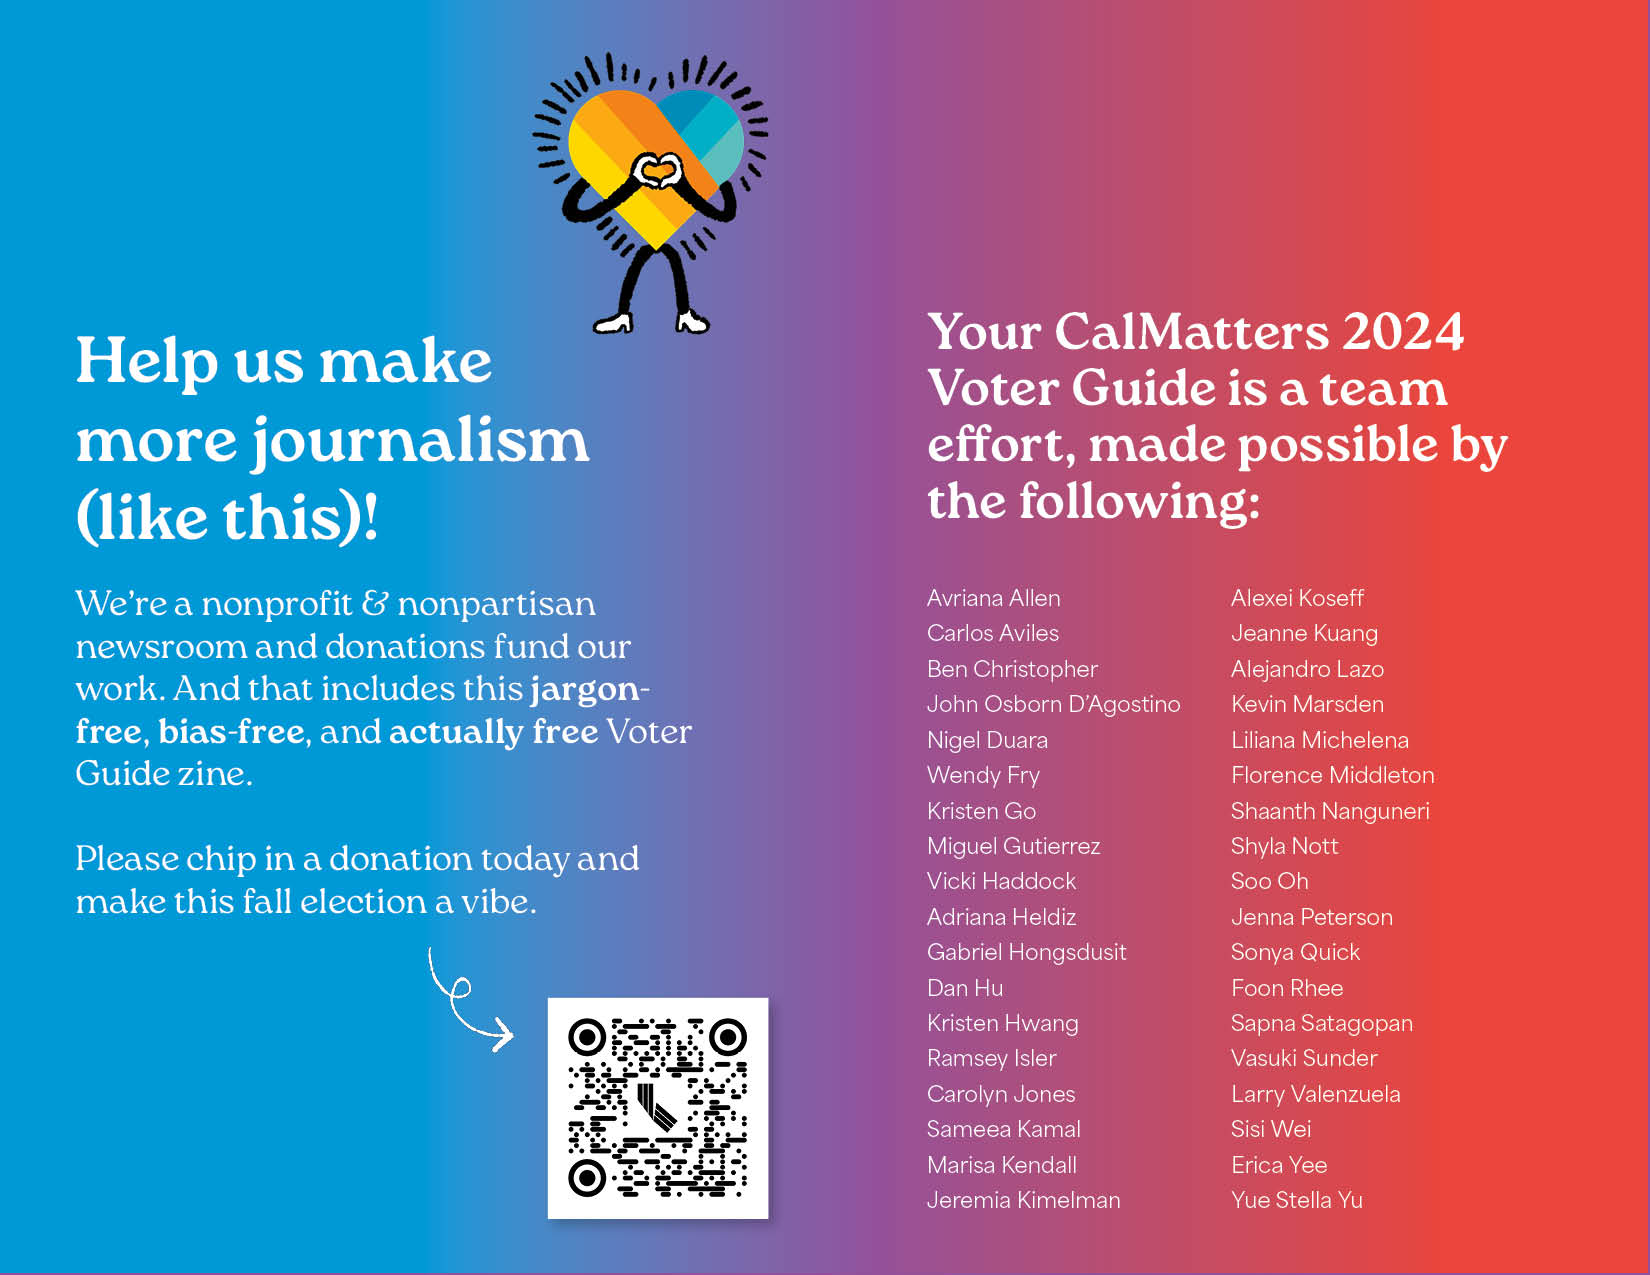 Help us make
more journalism
(like this)!
We’re a nonprofit & nonpartisan
newsroom and donations fund our
work. And that includes this jargon-
free, bias-free, and actually free Voter
Guide zine.
Please chip in a donation today and
make this fall election a vibe.
Your CalMatters 2024
Voter Guide is a team
effort, made possible by
the following:
Avriana Allen
Carlos Aviles
Ben Christopher
John Osborn D’Agostino
Nigel Duara
Wendy Fry
Kristen Go
Miguel Gutierrez
Vicki Haddock
Adriana Heldiz
Gabriel Hongsdusit
Dan Hu
Kristen Hwang
Ramsey Isler
Carolyn Jones
Sameea Kamal
Marisa Kendall
Jeremia Kimelman
Alexei Koseff
Jeanne Kuang
Alejandro Lazo
Kevin Marsden
Liliana Michelena
Florence Middleton
Shaanth Nanguneri
Shyla Nott
Soo Oh
Jenna Peterson
Sonya Quick
Foon Rhee
Sapna Satagopan
Vasuki Sunder
Larry Valenzuela
Sisi Wei
Erica Yee
Yue Stella Yu